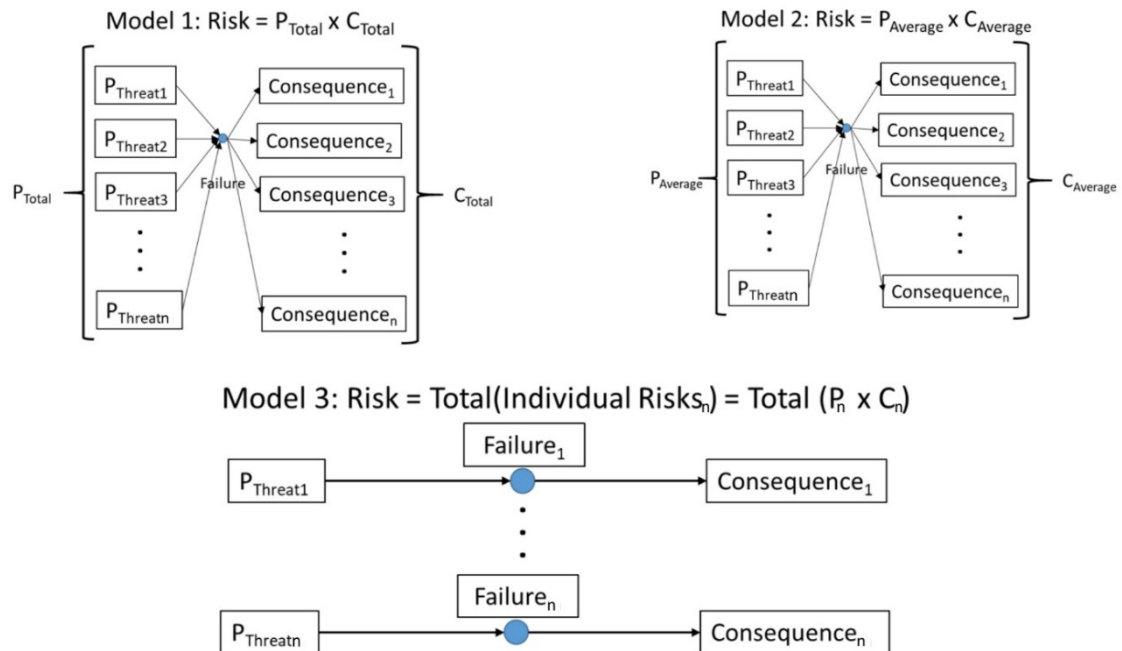 Model 1: Risk = P_Total x C_Total
P_Threat1
P_Threat2
P_Threat3
P_Threatn
P_Total
Failure
Consequence_1
Consequence_2
Consequence_3
Consequence_n
C_Total
Model 2: Risk = P_Average x C_Average
P_Threat1
P_Threat2
P_Threat3
P_Threatn
P_Average
Failure
Consequence_1
Consequence_2
Consequence_3
Consequence_n
C_Average
Model 3: Risk = Total(Individual Risks_n) = Total (P_n x C_n)
Failure_1
P_Threat1
Consequence_1
Failure_n
P_Threatn
Consequence_n